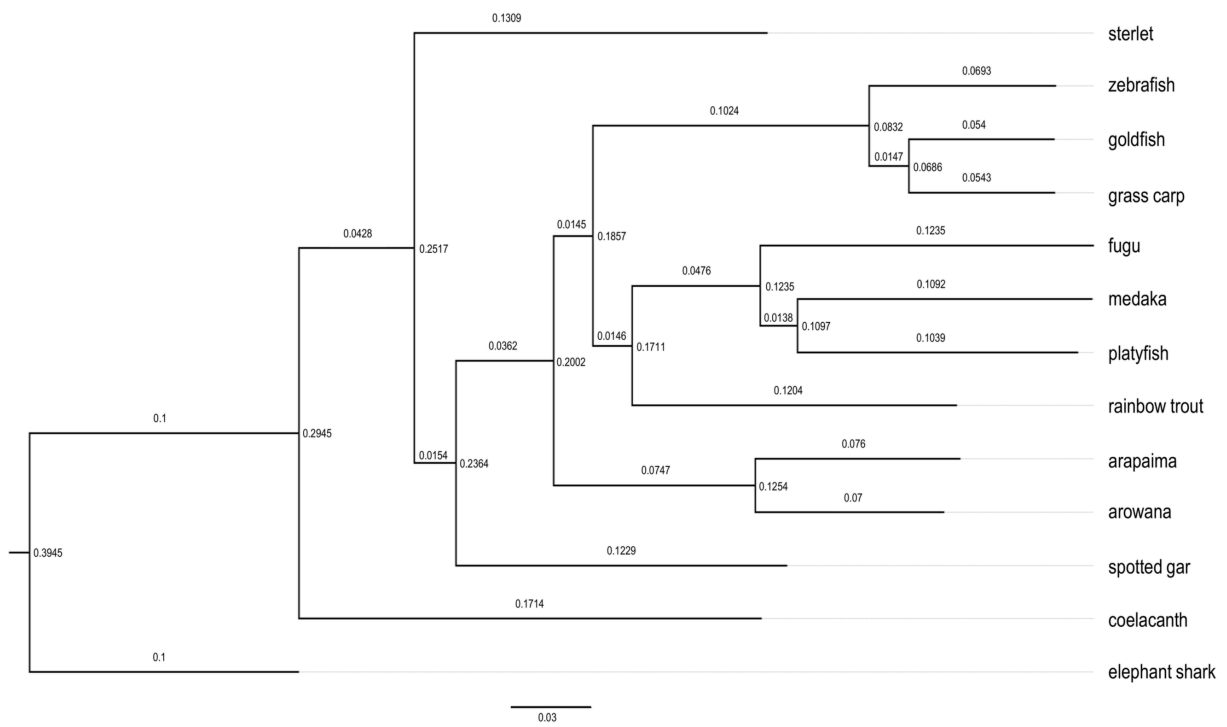 0.1309
sterlet
0.0693
zebrafish
0.1024
0.0832
0.054
goldfish
0.0147
0.0686
0.0543
grass carp
0.0428
0.2517
0.0145
0.1857
0.1235
fugu
0.0476
0.1235
0.1092
medaka
0.0138
0.1097
0.1039
platyfish
0.0146
0.1711
0.0362
0.2002
0.1204
rainbow trout
0.1
0.2945
0.0154
0.2364
0.0747
0.1254
0.076
arapaima
0.07
arowana
0.3945
0.1229
spotted gar
0.1714
coelacanth
0.1
elephant shark
0.03